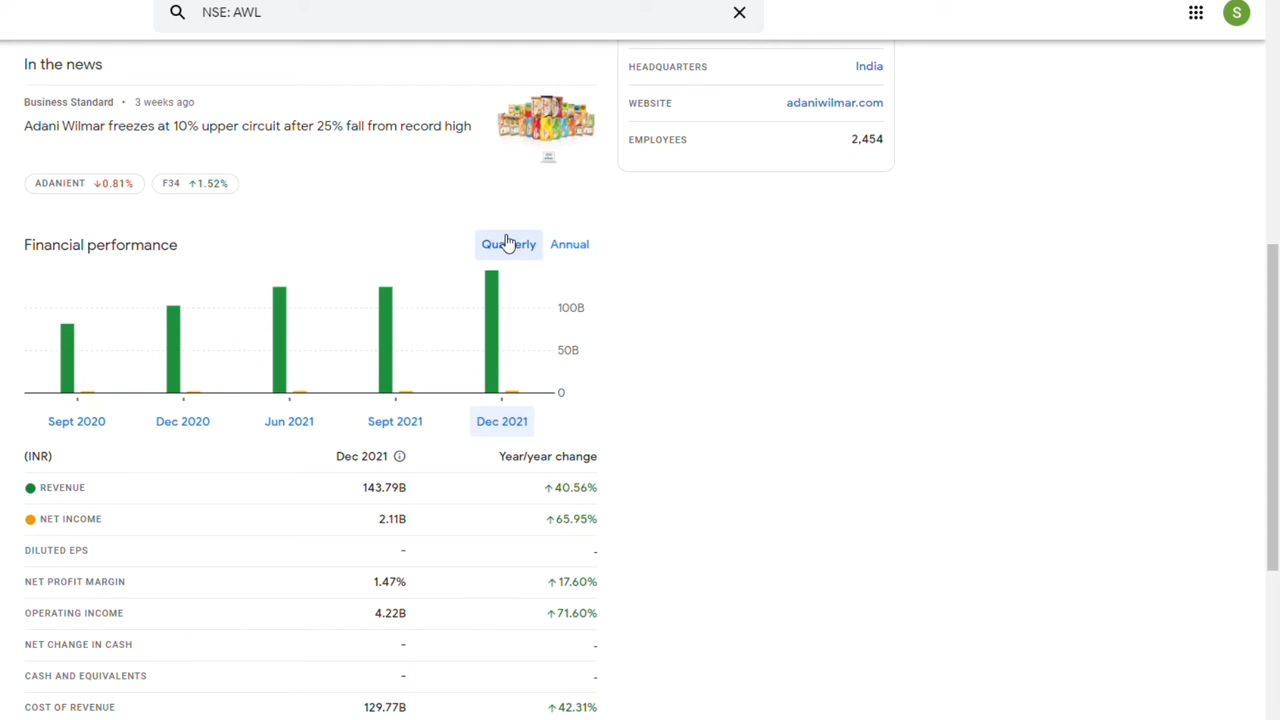 NSE: AWL
S
In the news
Business Standard • 3 weeks ago
Adani Wilmar freezes at 10% upper circuit after 25% fall from record high
ADANIENT ↓0.81% F34 ↑1.52%
HEADQUARTERS India
WEBSITE adaniwilmar.com
EMPLOYEES 2,454
Financial performance Quarterly Annual
100B
50B
0
Sept 2020 Dec 2020 Jun 2021 Sept 2021 Dec 2021
(INR) Dec 2021 Year/year change
REVENUE 143.79B ↑40.56%
NET INCOME 2.11B ↑65.95%
DILUTED EPS - -
NET PROFIT MARGIN 1.47% ↑17.60%
OPERATING INCOME 4.22B ↑71.60%
NET CHANGE IN CASH - -
CASH AND EQUIVALENTS - -
COST OF REVENUE 129.77B ↑42.31%